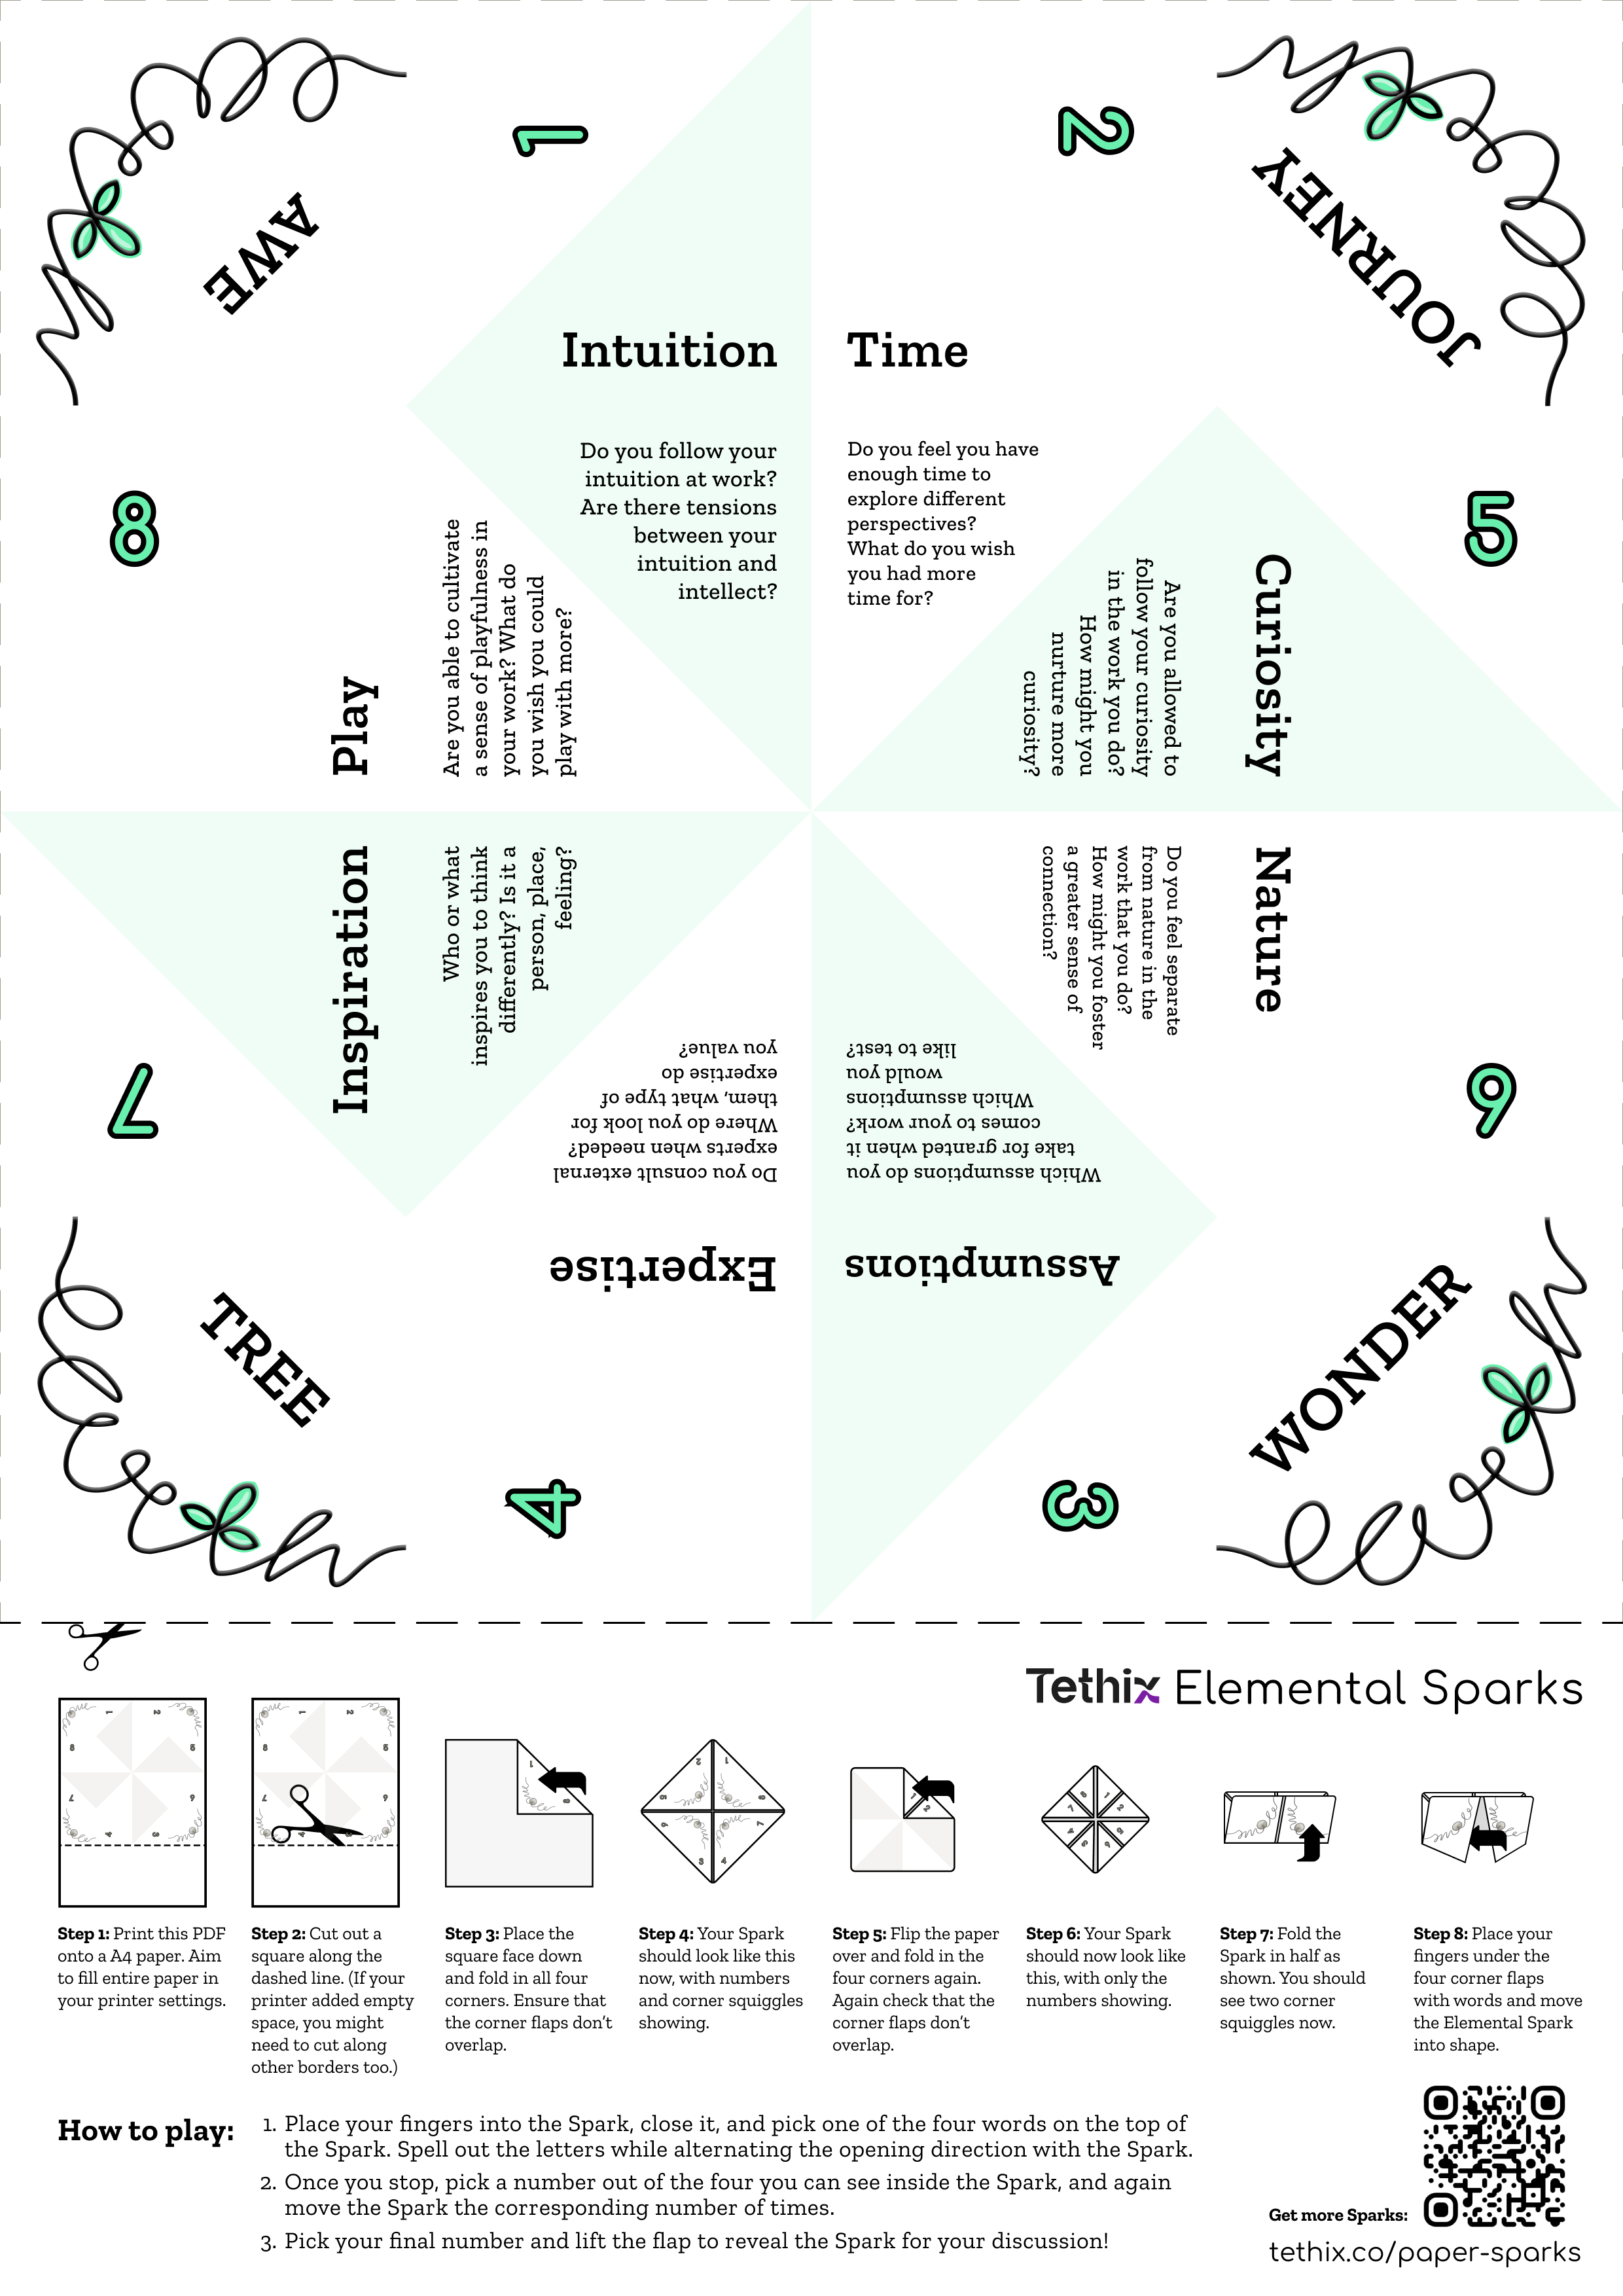 AWE
1
2
JOURNEY
Intuition
Do you follow your
intuition at work?
Are there tensions
between your
intuition and
intellect?
Time
Do you feel you have
enough time to
explore different
perspectives?
What do you wish
you had more
time for?
8
Play
Are you able to cultivate
a sense of playfulness in
your work? What do
you wish you could
play with more?
5
Curiosity
Are you allowed to
follow your curiosity
in the work you do?
How might you
nurture more
curiosity?
Inspiration
Who or what
inspires you to think
differently? Is it a
person, place,
feeling?
7
Nature
Do you feel separate
from nature in the
work that you do?
How might you foster
a greater sense of
connection?
6
Expertise
Do you consult external
experts when needed?
Where do you look for
them, what type of
expertise do
you value?
Assumptions
Which assumptions do you
take for granted when it
comes to your work?
Which assumptions
would you
like to test?
TREE
4
3
WONDER
Tethix Elemental Sparks
Step 1: Print this PDF
onto a A4 paper. Aim
to fill entire paper in
your printer settings.
Step 2: Cut out a
square along the
dashed line. (If your
printer added empty
space, you might
need to cut along
other borders too.)
Step 3: Place the
square face down
and fold in all four
corners. Ensure that
the corner flaps don't
overlap.
Step 4: Your Spark
should look like this
now, with numbers
and corner squiggles
showing.
Step 5: Flip the paper
over and fold in the
four corners again.
Again check that the
corner flaps don't
overlap.
Step 6: Your Spark
should now look like
this, with only the
numbers showing.
Step 7: Fold the
Spark in half as
shown. You should
see two corner
squiggles now.
Step 8: Place your
fingers under the
four corner flaps
with words and move
the Elemental Spark
into shape.
How to play:
1. Place your fingers into the Spark, close it, and pick one of the four words on the top of
the Spark. Spell out the letters while alternating the opening direction with the Spark.
2. Once you stop, pick a number out of the four you can see inside the Spark, and again
move the Spark the corresponding number of times.
3. Pick your final number and lift the flap to reveal the Spark for your discussion!
Get more Sparks:
tethix.co/paper-sparks